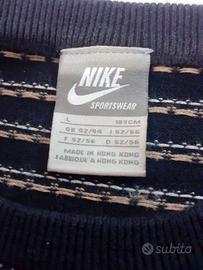 NIKE
SPORTSWEAR
L 183CM
GB 42/44 I 52/56
F 52/56 D 52/56
MADE IN HONG KONG
FABRIQUE A HONG KONG
subito